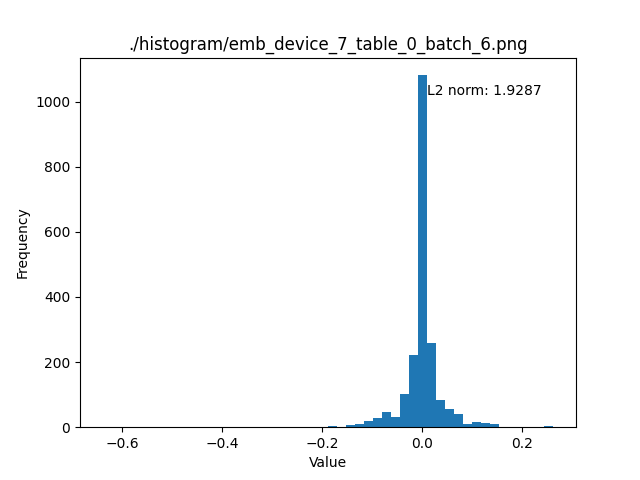 ./histogram/emb_device_7_table_0_batch_6.png
L2 norm: 1.9287
1000
800
600
400
200
0
Frequency
−0.6 −0.4 −0.2 0.0 0.2
Value